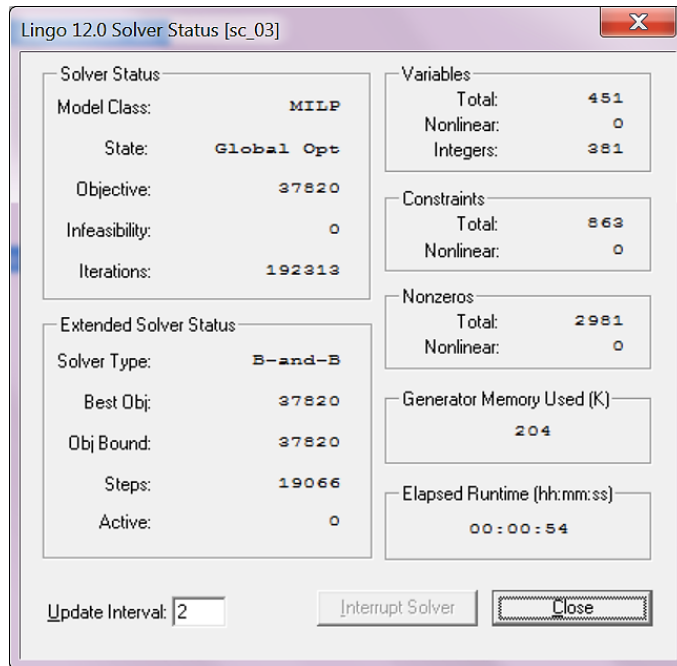 Lingo 12.0 Solver Status [sc_03]
Solver Status
Model Class: MILP
State: Global Opt
Objective: 37820
Infeasibility: 0
Iterations: 192313
Extended Solver Status
Solver Type: B-and-B
Best Obj: 37820
Obj Bound: 37820
Steps: 19066
Active: 0
Variables
Total: 451
Nonlinear: 0
Integers: 381
Constraints
Total: 863
Nonlinear: 0
Nonzeros
Total: 2981
Nonlinear: 0
Generator Memory Used (K)
204
Elapsed Runtime (hh:mm:ss)
00:00:54
Update Interval: 2
Interrupt Solver
Close